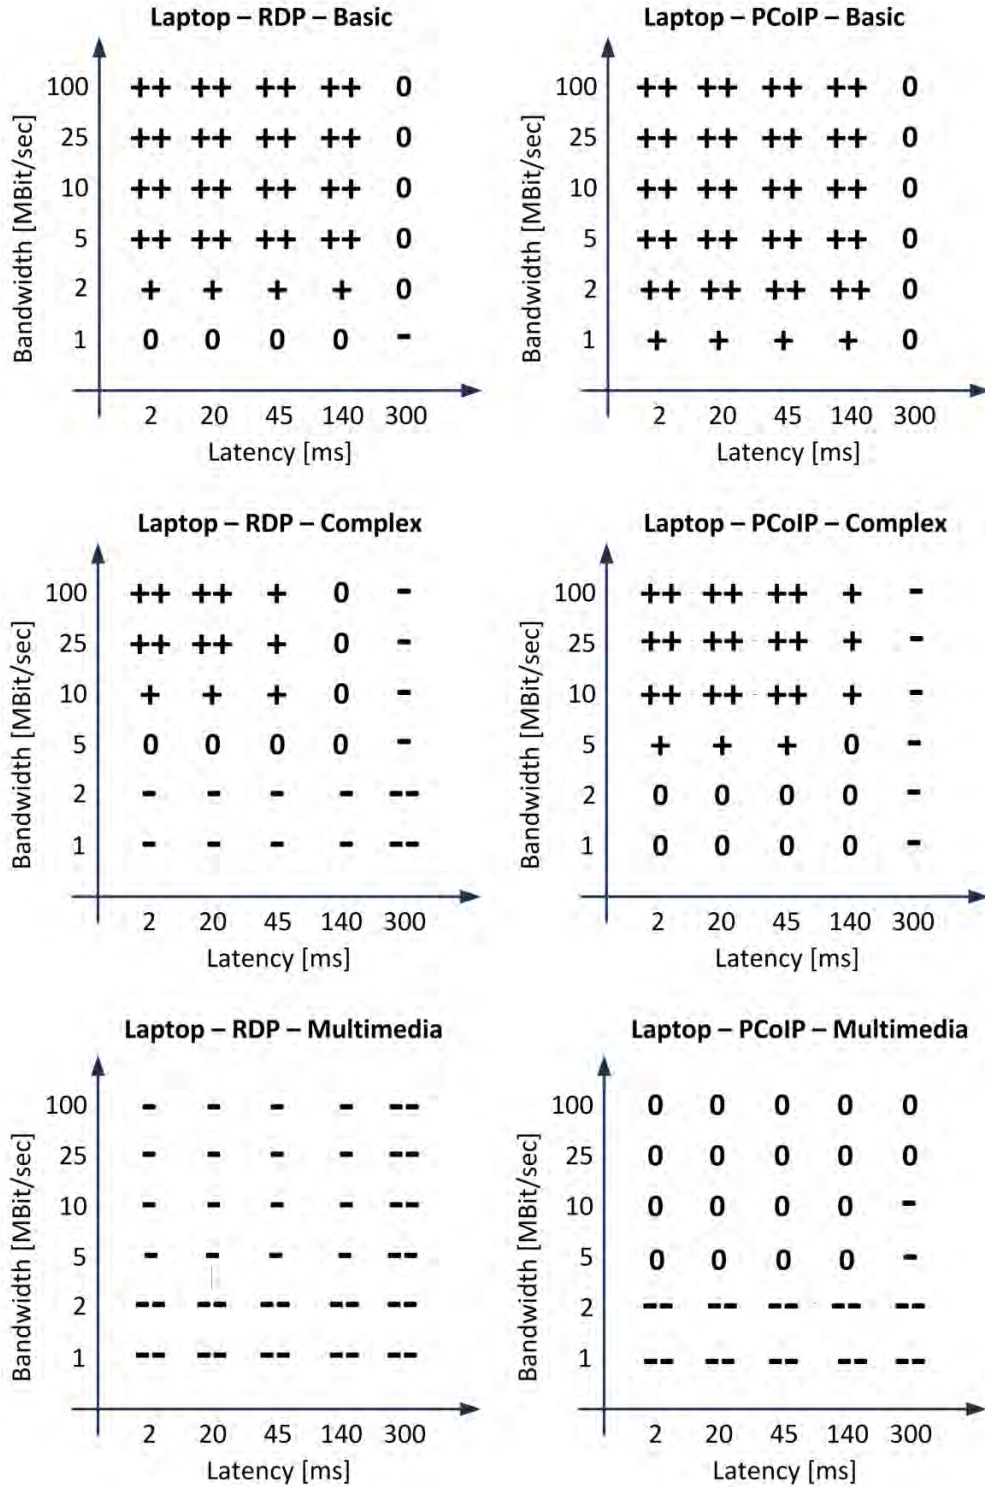 Laptop – RDP – Basic
Bandwidth [MBit/sec]
100 ++ ++ ++ ++ 0
25 ++ ++ ++ ++ 0
10 ++ ++ ++ ++ 0
5 ++ ++ ++ ++ 0
2 + + + + 0
1 0 0 0 0 -
2 20 45 140 300
Latency [ms]
Laptop – PCoIP – Basic
Bandwidth [MBit/sec]
100 ++ ++ ++ ++ 0
25 ++ ++ ++ ++ 0
10 ++ ++ ++ ++ 0
5 ++ ++ ++ ++ 0
2 ++ ++ ++ ++ 0
1 + + + + 0
2 20 45 140 300
Latency [ms]
Laptop – RDP – Complex
Bandwidth [MBit/sec]
100 ++ ++ + 0 -
25 ++ ++ + 0 -
10 + + + 0 -
5 0 0 0 0 -
2 - - - - --
1 - - - - --
2 20 45 140 300
Latency [ms]
Laptop – PCoIP – Complex
Bandwidth [MBit/sec]
100 ++ ++ ++ + -
25 ++ ++ ++ + -
10 ++ ++ ++ + -
5 + + + 0 -
2 0 0 0 0 -
1 0 0 0 0 -
2 20 45 140 300
Latency [ms]
Laptop – RDP – Multimedia
Bandwidth [MBit/sec]
100 - - - - --
25 - - - - --
10 - - - - --
5 - - - - --
2 -- -- -- -- --
1 -- -- -- -- --
2 20 45 140 300
Latency [ms]
Laptop – PCoIP – Multimedia
Bandwidth [MBit/sec]
100 0 0 0 0 0
25 0 0 0 0 0
10 0 0 0 0 -
5 0 0 0 0 -
2 -- -- -- -- --
1 -- -- -- -- --
2 20 45 140 300
Latency [ms]